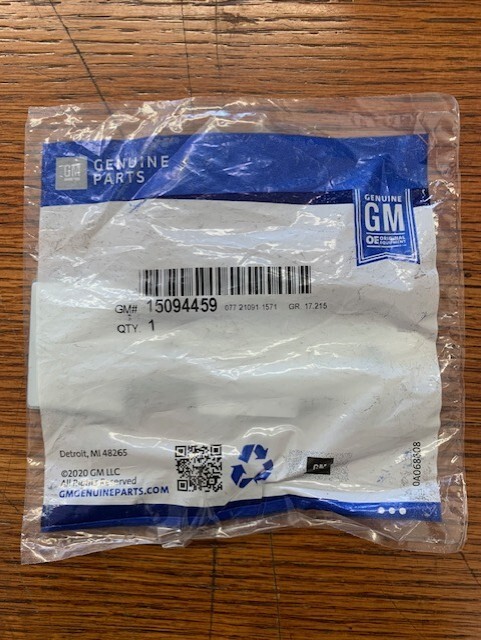 GM
GENUINE
PARTS
GENUINE
GM
OE ORIGINAL
EQUIPMENT
GM# 15094459 077 21091-1571 GR. 17.215
QTY 1
Detroit, MI 48265
©2020 GM LLC
All Rights Reserved
GMGENUINEPARTS.COM